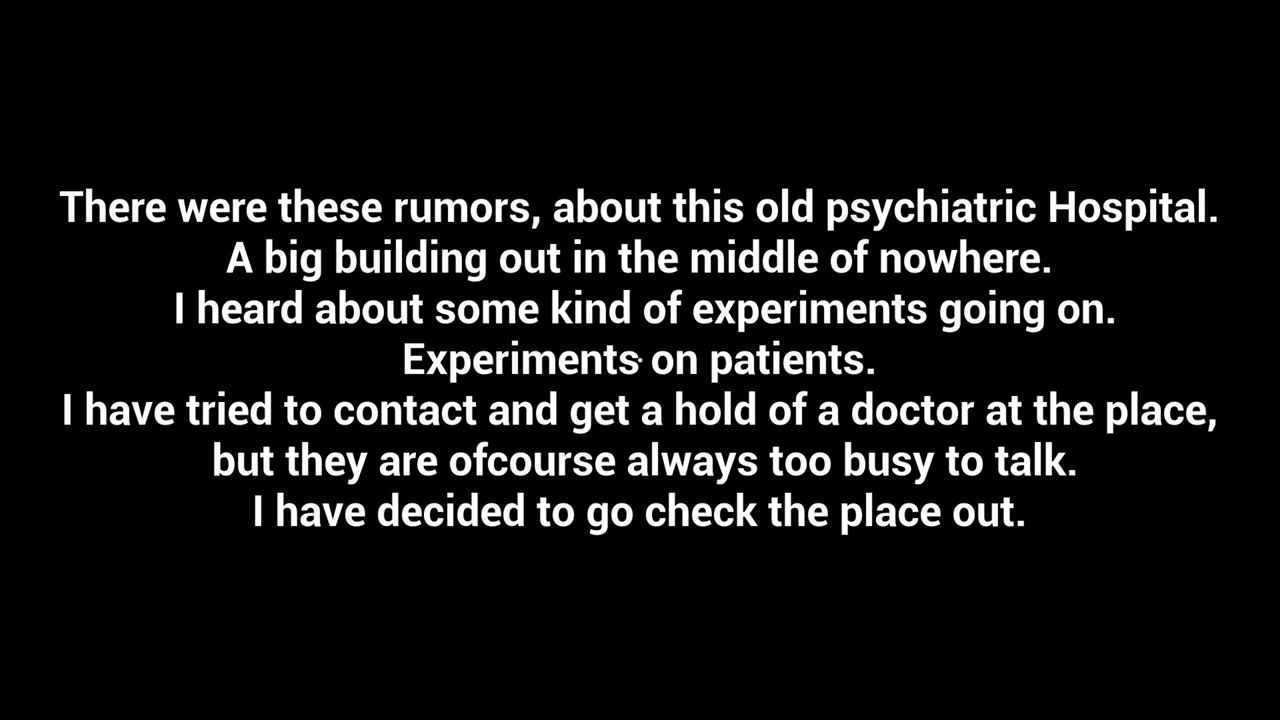 There were these rumors, about this old psychiatric Hospital.
A big building out in the middle of nowhere.
I heard about some kind of experiments going on.
Experiments on patients.
I have tried to contact and get a hold of a doctor at the place,
but they are ofcourse always too busy to talk.
I have decided to go check the place out.